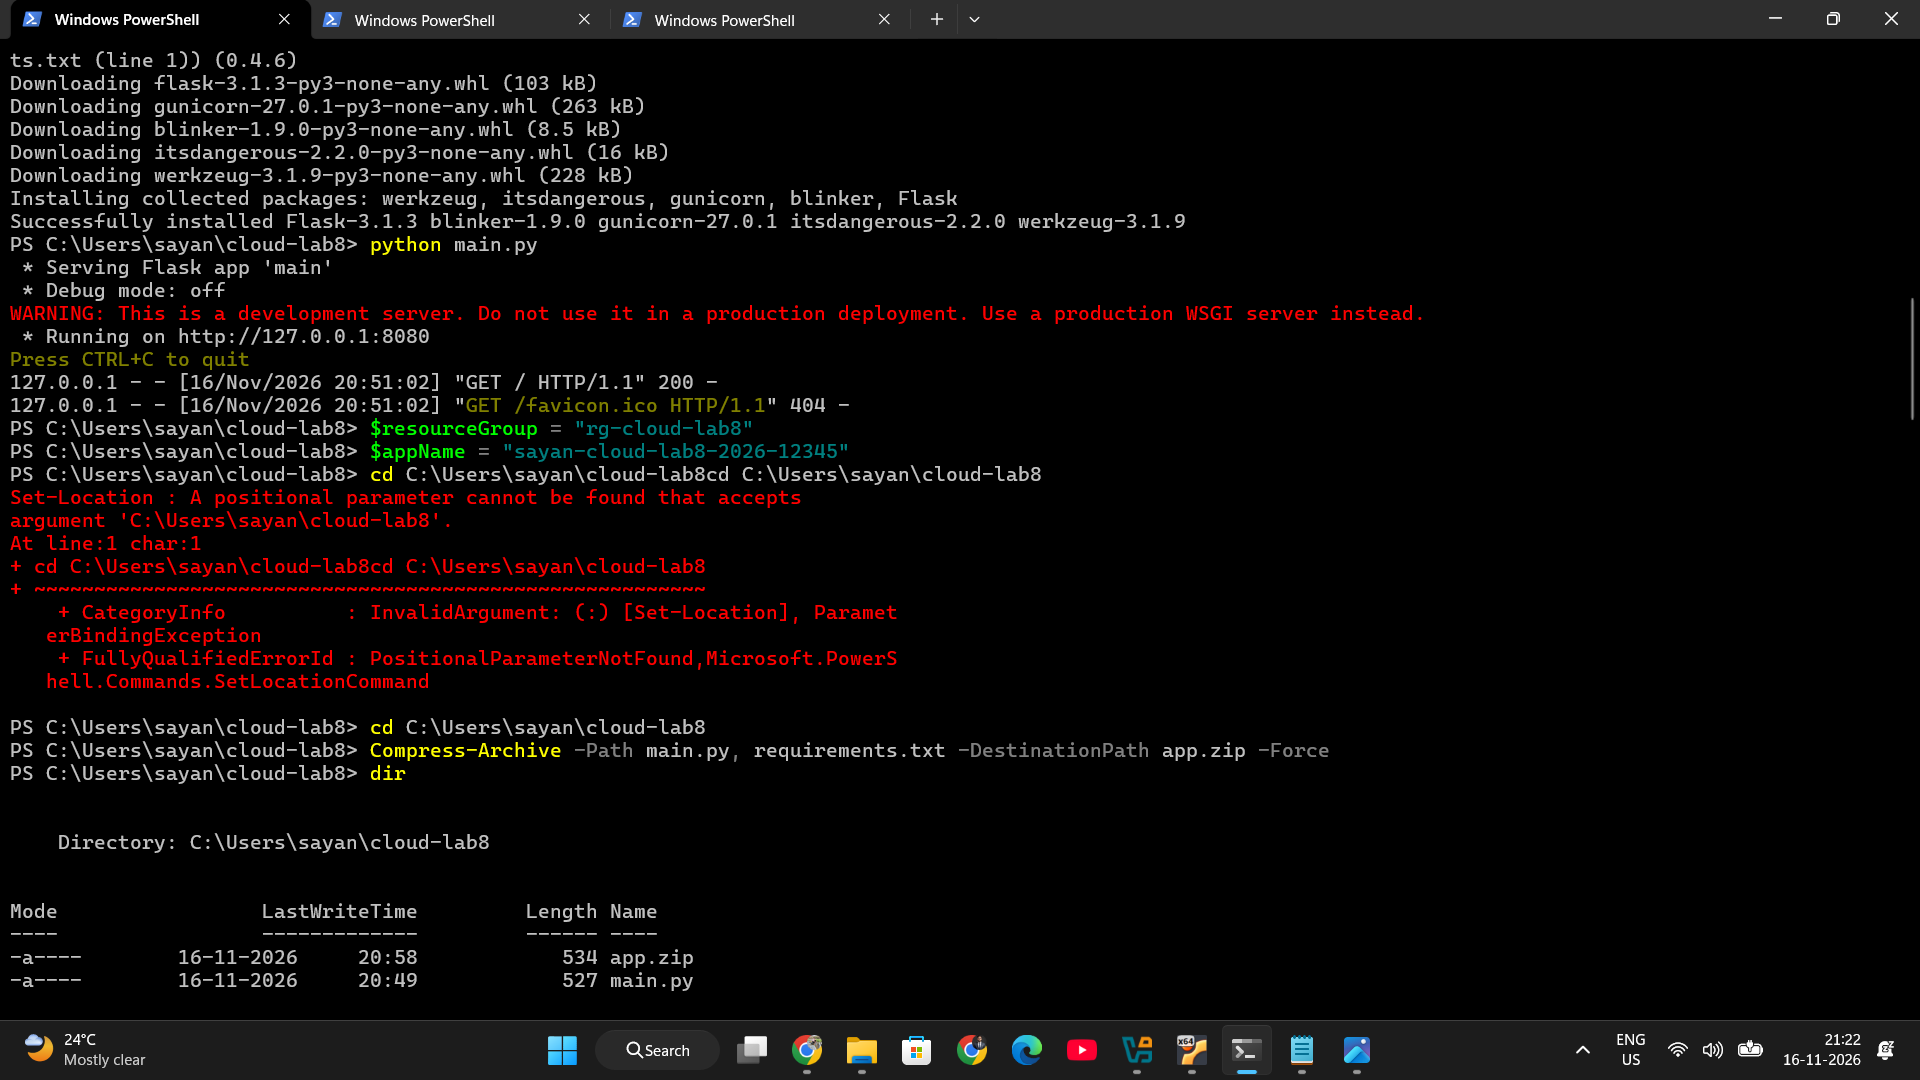 Windows PowerShell
Windows PowerShell
Windows PowerShell
ts.txt (line 1)) (0.4.6)
Downloading flask-3.1.3-py3-none-any.whl (103 kB)
Downloading gunicorn-27.0.1-py3-none-any.whl (263 kB)
Downloading blinker-1.9.0-py3-none-any.whl (8.5 kB)
Downloading itsdangerous-2.2.0-py3-none-any.whl (16 kB)
Downloading werkzeug-3.1.9-py3-none-any.whl (228 kB)
Installing collected packages: werkzeug, itsdangerous, gunicorn, blinker, Flask
Successfully installed Flask-3.1.3 blinker-1.9.0 gunicorn-27.0.1 itsdangerous-2.2.0 werkzeug-3.1.9
PS C:\Users\sayan\cloud-lab8> python main.py
 * Serving Flask app 'main'
 * Debug mode: off
WARNING: This is a development server. Do not use it in a production deployment. Use a production WSGI server instead.
 * Running on http://127.0.0.1:8080
Press CTRL+C to quit
127.0.0.1 - - [16/Nov/2026 20:51:02] "GET / HTTP/1.1" 200 -
127.0.0.1 - - [16/Nov/2026 20:51:02] "GET /favicon.ico HTTP/1.1" 404 -
PS C:\Users\sayan\cloud-lab8> $resourceGroup = "rg-cloud-lab8"
PS C:\Users\sayan\cloud-lab8> $appName = "sayan-cloud-lab8-2026-12345"
PS C:\Users\sayan\cloud-lab8> cd C:\Users\sayan\cloud-lab8cd C:\Users\sayan\cloud-lab8
Set-Location : A positional parameter cannot be found that accepts
argument 'C:\Users\sayan\cloud-lab8'.
At line:1 char:1
+ cd C:\Users\sayan\cloud-lab8cd C:\Users\sayan\cloud-lab8
+ ~~~~~~~~~~~~~~~~~~~~~~~~~~~~~~~~~~~~~~~~~~~~~~~~~~~~~~~~
    + CategoryInfo          : InvalidArgument: (:) [Set-Location], Paramet
   erBindingException
    + FullyQualifiedErrorId : PositionalParameterNotFound,Microsoft.PowerS
   hell.Commands.SetLocationCommand
PS C:\Users\sayan\cloud-lab8> cd C:\Users\sayan\cloud-lab8
PS C:\Users\sayan\cloud-lab8> Compress-Archive -Path main.py, requirements.txt -DestinationPath app.zip -Force
PS C:\Users\sayan\cloud-lab8> dir
    Directory: C:\Users\sayan\cloud-lab8
Mode                 LastWriteTime         Length Name
----                 -------------         ------ ----
-a----        16-11-2026     20:58            534 app.zip
-a----        16-11-2026     20:49            527 main.py
24°C
Mostly clear
Search
x64
ENG
US
21:22
16-11-2026